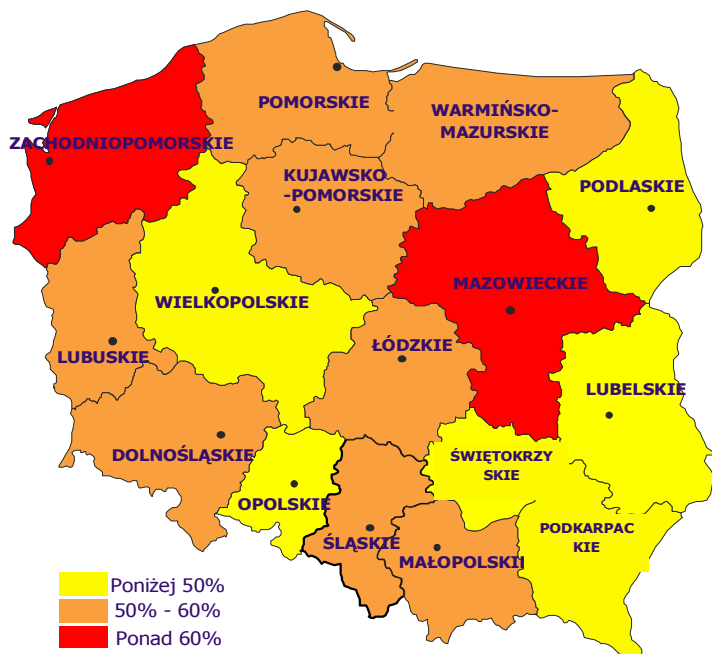 POMORSKIE
WARMIŃSKO-
MAZURSKIE
ZACHODNIOPOMORSKIE
KUJAWSKO
-POMORSKIE
PODLASKIE
MAZOWIECKIE
WIELKOPOLSKIE
ŁÓDZKIE
LUBUSKIE
LUBELSKIE
DOLNOŚLĄSKIE
ŚWIĘTOKRZY
SKIE
OPOLSKIE
PODKARPAC
KIE
ŚLĄSKIE
MAŁOPOLSKIE
Poniżej 50%
50% - 60%
Ponad 60%